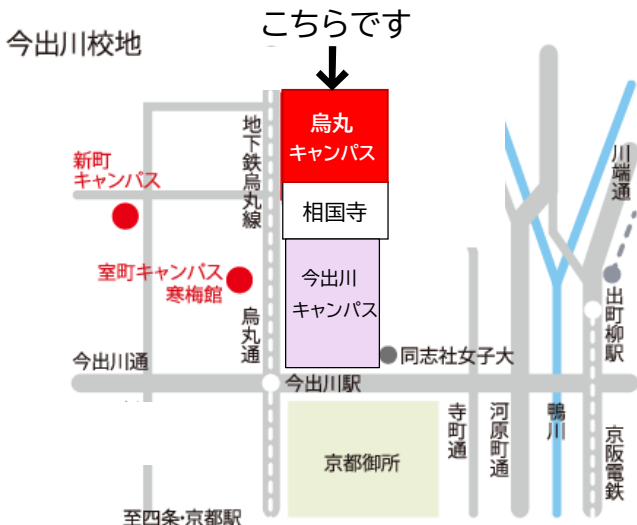 こちらです
今出川校地
烏丸
キャンパス
地下鉄烏丸線
新町
キャンパス
相国寺
川端通
室町キャンパス
寒梅館
今出川
キャンパス
出町柳駅
烏丸通
同志社女子大
今出川通
今出川駅
寺町通
河原町通
鴨川
京阪電鉄
京都御所
至四条・京都駅